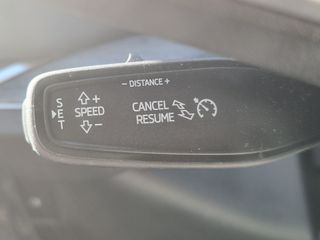 - DISTANCE +
SET
+
SPEED
-
CANCEL
RESUME